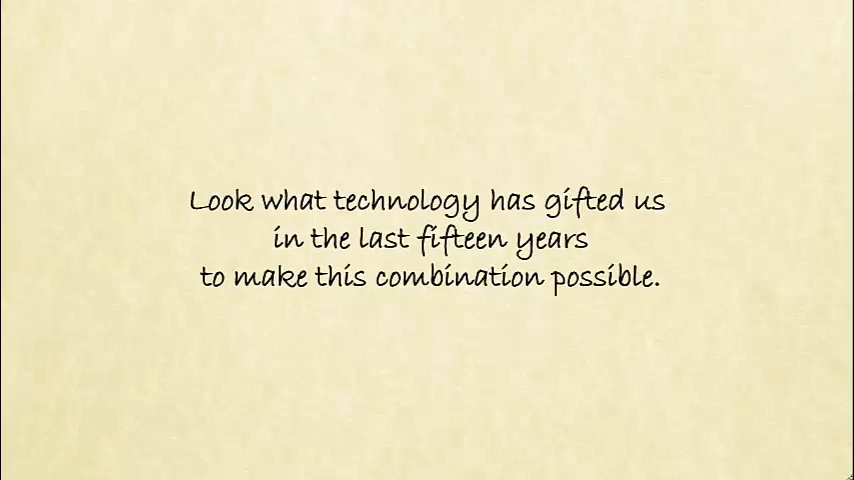 Look what technology has gifted us
in the last fifteen years
to make this combination possible.